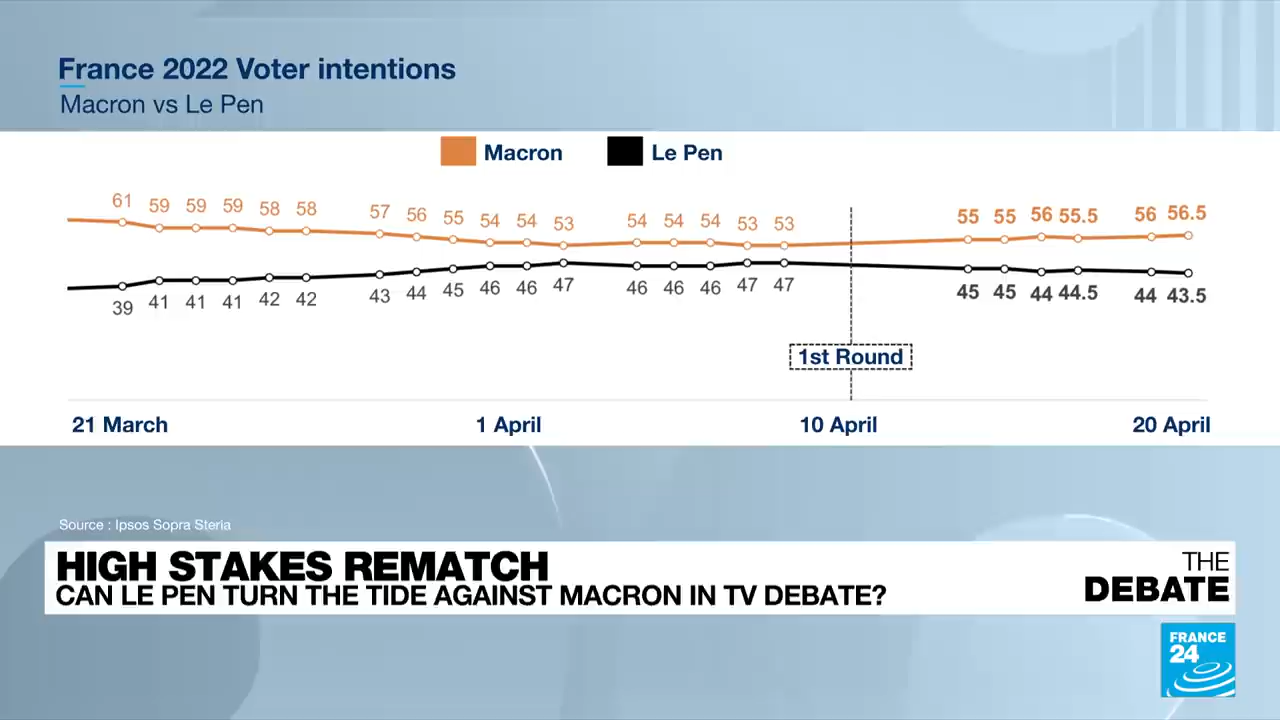 France 2022 Voter intentions
Macron vs Le Pen
Macron Le Pen
61 59 59 59 58 58 57 56 55 54 54 53 54 54 54 53 53 55 55 56 55.5 56 56.5
39 41 41 41 42 42 43 44 45 46 46 47 46 46 46 47 47 45 45 44 44.5 44 43.5
1st Round
21 March 1 April 10 April 20 April
Source : Ipsos Sopra Steria
HIGH STAKES REMATCH
CAN LE PEN TURN THE TIDE AGAINST MACRON IN TV DEBATE?
THE
DEBATE
FRANCE
24